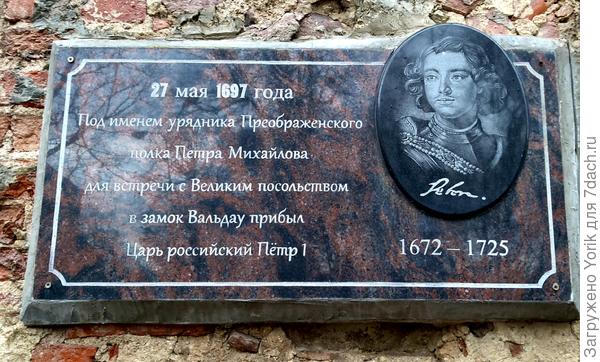 27 мая 1697 года
Под именем урядника Преображенского
полка Петра Михайлова
для встречи с Великим посольством
в замок Вальдау прибыл
Царь российский Пётр 1
1672 – 1725
Загружено Yorik для 7dach.ru